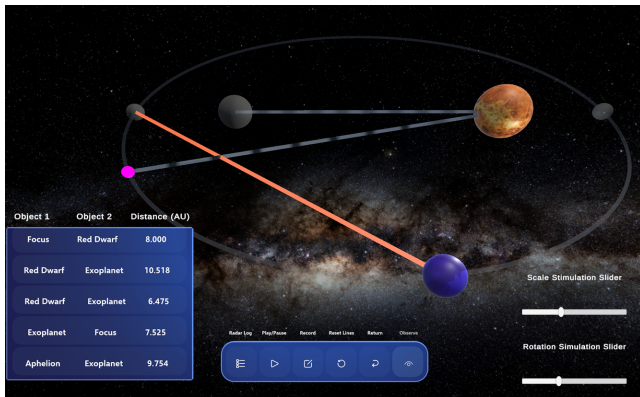 Object 1 Object 2 Distance (AU)
Focus Red Dwarf 8.000
Red Dwarf Exoplanet 10.518
Red Dwarf Exoplanet 6.475
Exoplanet Focus 7.525
Aphelion Exoplanet 9.754
Scale Stimulation Slider
Radar Log Play/Pause Record Reset Lines Return Observe
Rotation Simulation Slider